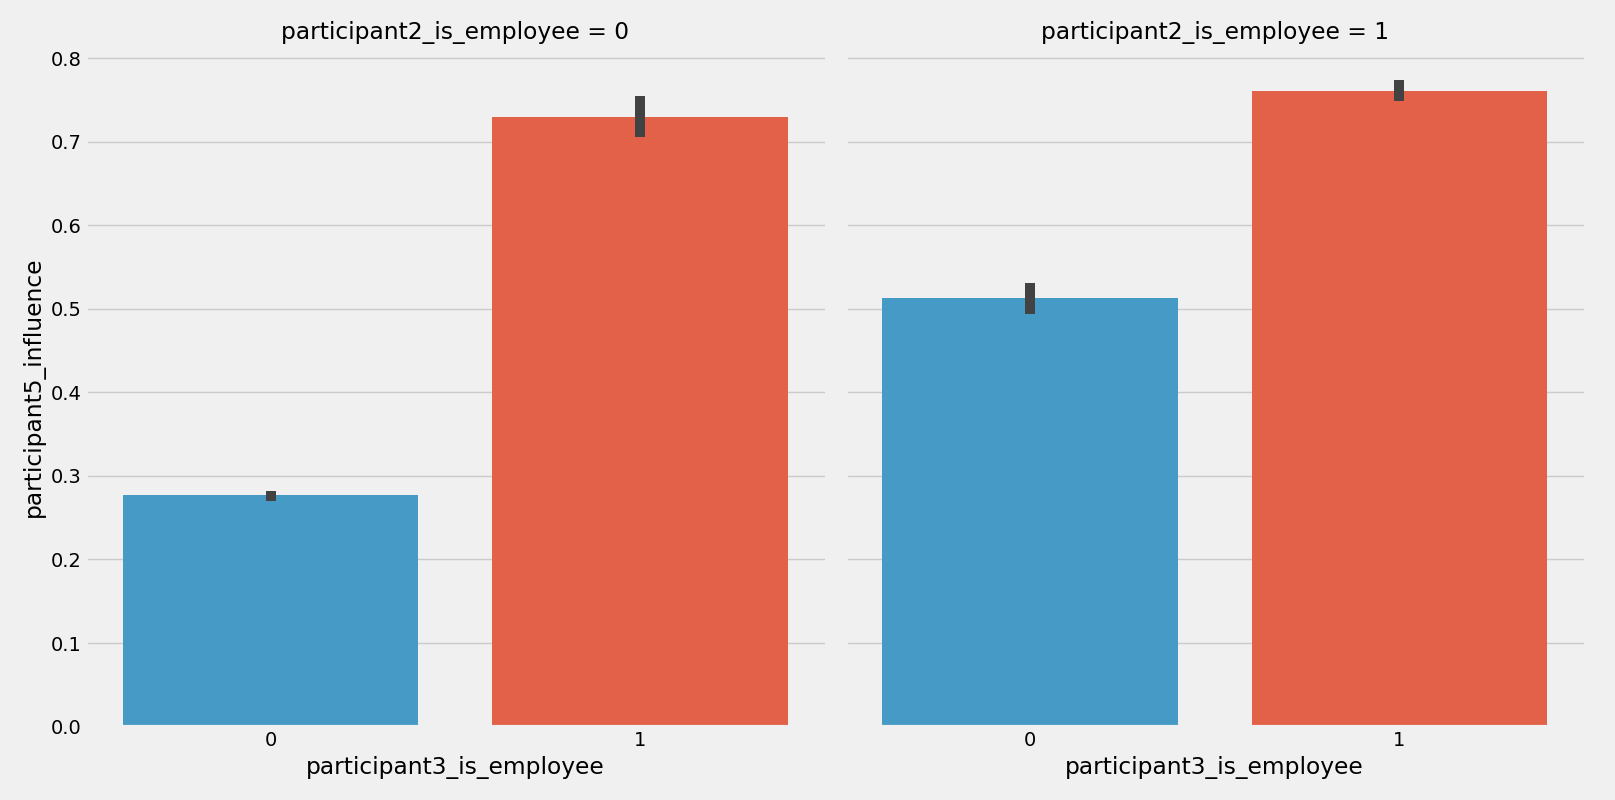 participant2_is_employee = 0
participant2_is_employee = 1
participant5_influence
0.8
0.7
0.6
0.5
0.4
0.3
0.2
0.1
0.0
0
1
0
1
participant3_is_employee
participant3_is_employee